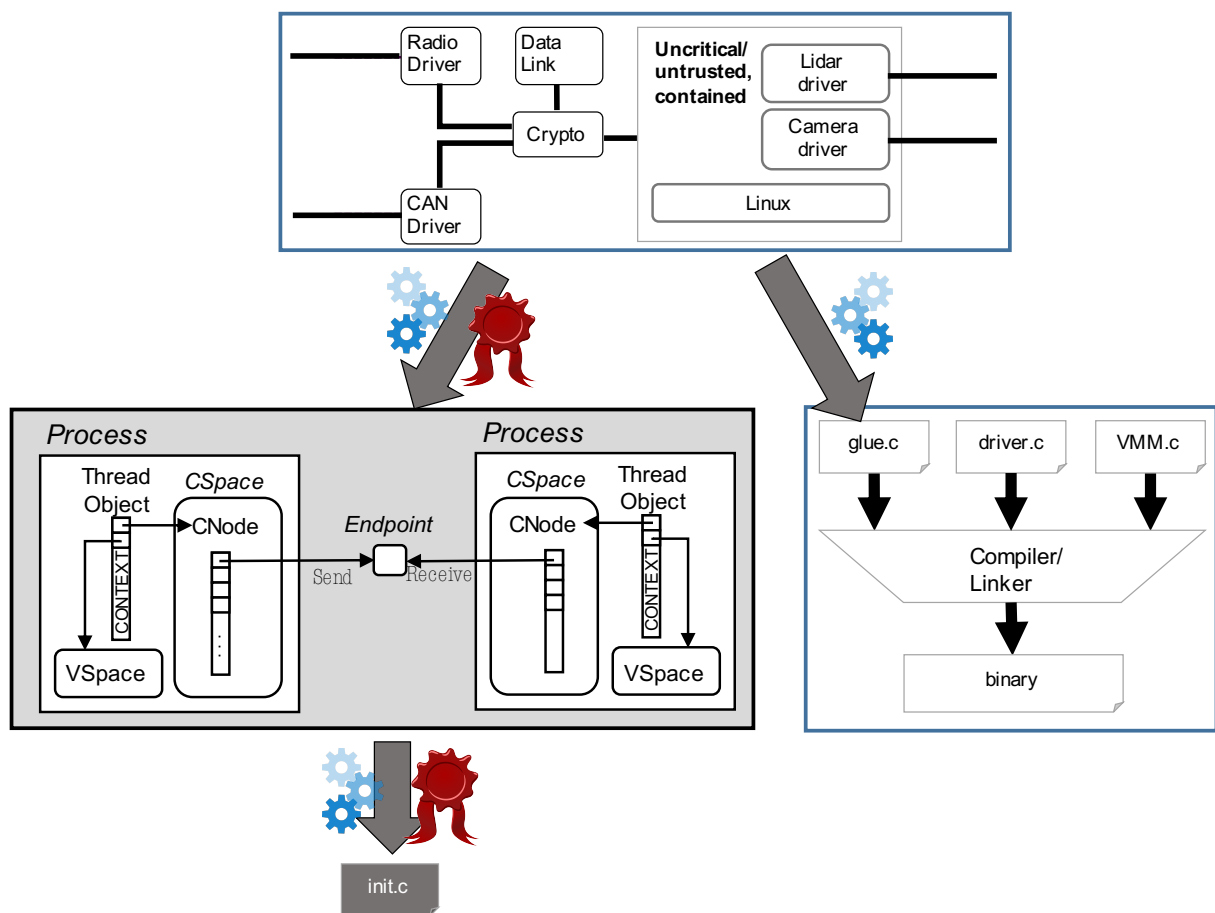 Radio
Driver
Data
Link
Uncritical/
untrusted,
contained
Lidar
driver
Crypto
Camera
driver
CAN
Driver
Linux
Process
Thread
Object
CSpace
CNode
CONTEXT
. . . .
VSpace
Endpoint
Send
Receive
Process
CSpace
CNode
Thread
Object
CONTEXT
VSpace
glue.c
driver.c
VMM.c
Compiler/
Linker
binary
init.c